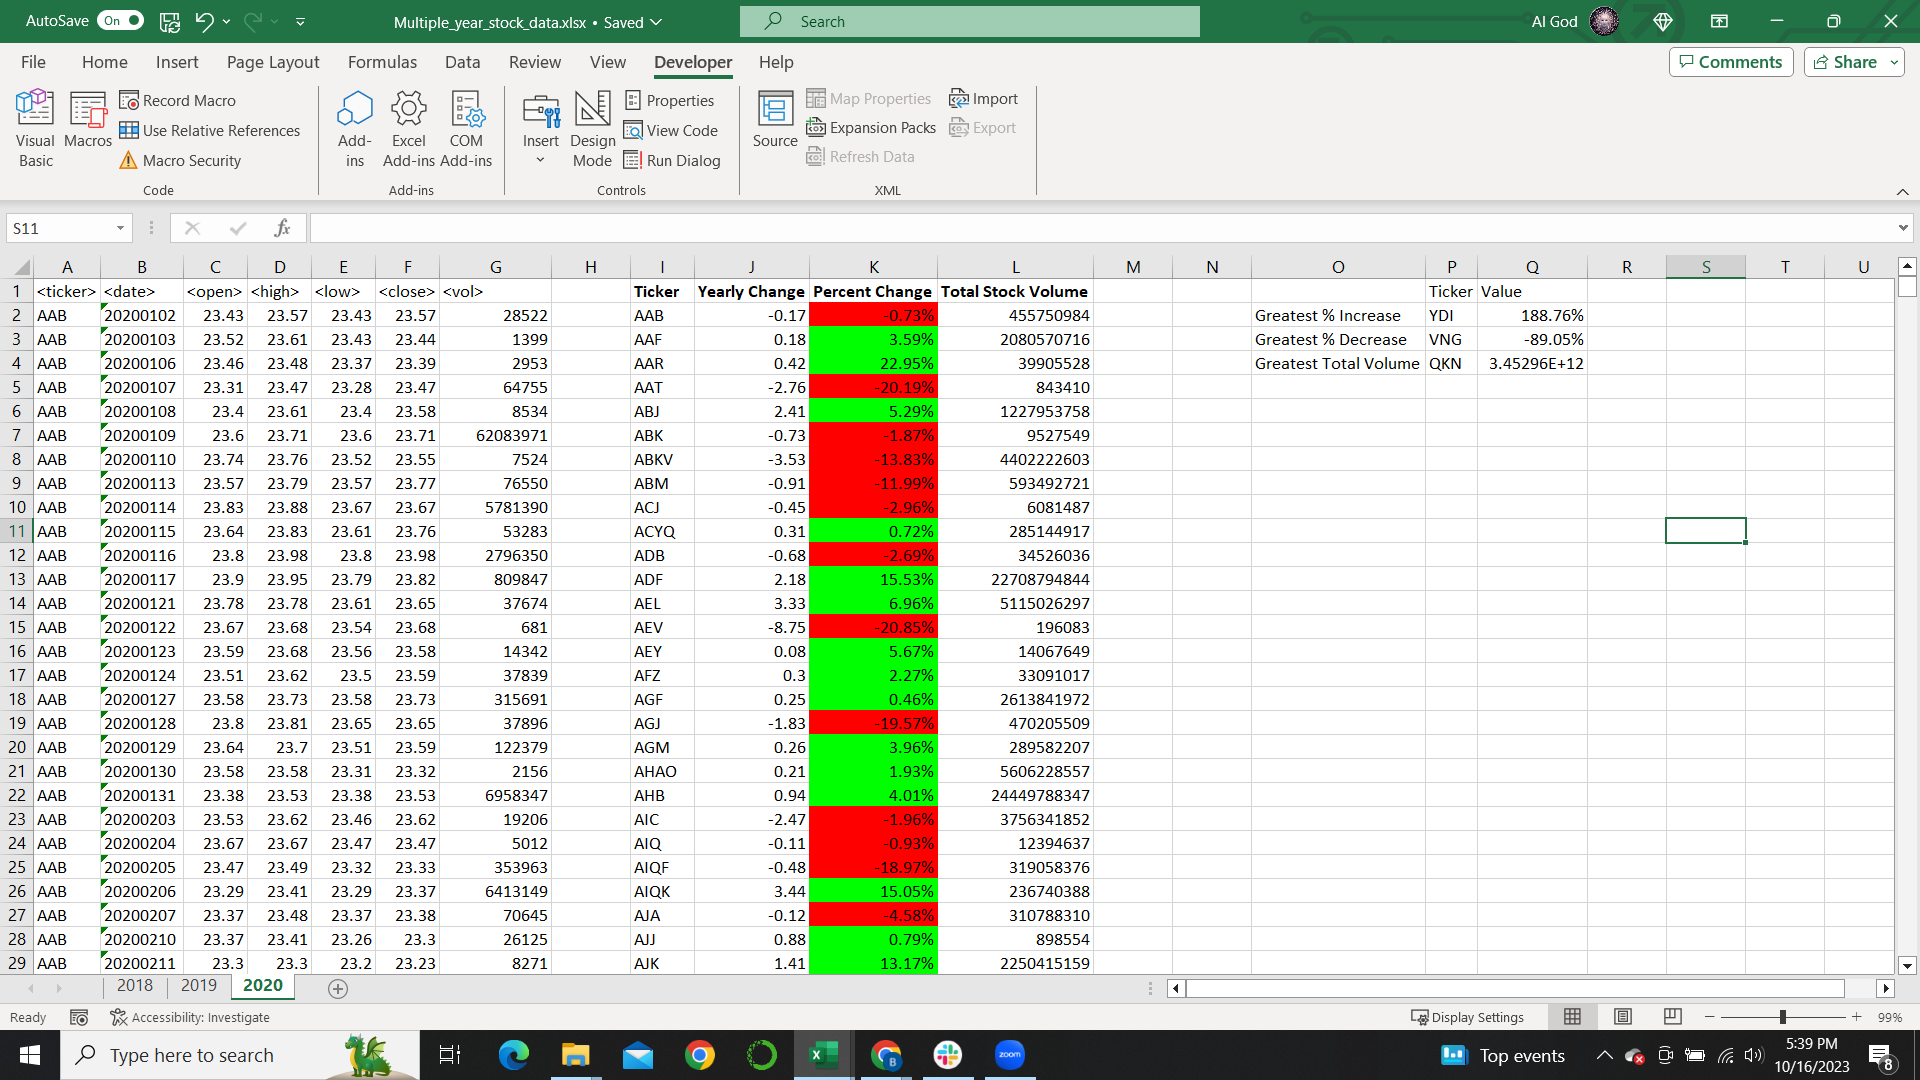 AutoSave On Multiple_year_stock_data.xlsx • Saved Search AI God
File Home Insert Page Layout Formulas Data Review View Developer Help Comments Share
Visual Basic
Macros
Record Macro
Use Relative References
Macro Security
Code
Add-ins
Excel Add-ins
COM Add-ins
Add-ins
Insert
Design Mode
Properties
View Code
Run Dialog
Controls
Source
Map Properties
Expansion Packs
Refresh Data
Import
Export
XML
S11 fx
A B C D E F G H I J K L M N O P Q R S T U
1 <ticker> <date> <open> <high> <low> <close> <vol> Ticker Yearly Change Percent Change Total Stock Volume Ticker Value
2 AAB 20200102 23.43 23.57 23.43 23.57 28522 AAB -0.17 -0.73% 455750984 Greatest % Increase YDI 188.76%
3 AAB 20200103 23.52 23.61 23.43 23.44 1399 AAF 0.18 3.59% 2080570716 Greatest % Decrease VNG -89.05%
4 AAB 20200106 23.46 23.48 23.37 23.39 2953 AAR 0.42 22.95% 39905528 Greatest Total Volume QKN 3.45296E+12
5 AAB 20200107 23.31 23.47 23.28 23.47 64755 AAT -2.76 -20.19% 843410
6 AAB 20200108 23.4 23.61 23.4 23.58 8534 ABJ 2.41 5.29% 1227953758
7 AAB 20200109 23.6 23.71 23.6 23.71 62083971 ABK -0.73 -1.87% 9527549
8 AAB 20200110 23.74 23.76 23.52 23.55 7524 ABKV -3.53 -13.83% 4402222603
9 AAB 20200113 23.57 23.79 23.57 23.77 76550 ABM -0.91 -11.99% 593492721
10 AAB 20200114 23.83 23.88 23.67 23.67 5781390 ACJ -0.45 -2.96% 6081487
11 AAB 20200115 23.64 23.83 23.61 23.76 53283 ACYQ 0.31 0.72% 285144917
12 AAB 20200116 23.8 23.98 23.8 23.98 2796350 ADB -0.68 -2.69% 34526036
13 AAB 20200117 23.9 23.95 23.79 23.82 809847 ADF 2.18 15.53% 22708794844
14 AAB 20200121 23.78 23.78 23.61 23.65 37674 AEL 3.33 6.96% 5115026297
15 AAB 20200122 23.67 23.68 23.54 23.68 681 AEV -8.75 -20.85% 196083
16 AAB 20200123 23.59 23.68 23.56 23.58 14342 AEY 0.08 5.67% 14067649
17 AAB 20200124 23.51 23.62 23.5 23.59 37839 AFZ 0.3 2.27% 33091017
18 AAB 20200127 23.58 23.73 23.58 23.73 315691 AGF 0.25 0.46% 2613841972
19 AAB 20200128 23.8 23.81 23.65 23.65 37896 AGJ -1.83 -19.57% 470205509
20 AAB 20200129 23.64 23.7 23.51 23.59 122379 AGM 0.26 3.96% 289582207
21 AAB 20200130 23.58 23.58 23.31 23.32 2156 AHAO 0.21 1.93% 5606228557
22 AAB 20200131 23.38 23.53 23.38 23.53 6958347 AHB 0.94 4.01% 24449788347
23 AAB 20200203 23.53 23.62 23.46 23.62 19206 AIC -2.47 -1.96% 3756341852
24 AAB 20200204 23.67 23.67 23.47 23.47 5012 AIQ -0.11 -0.93% 12394637
25 AAB 20200205 23.47 23.49 23.32 23.33 353963 AIQF -0.48 -18.97% 319058376
26 AAB 20200206 23.29 23.41 23.29 23.37 6413149 AIQK 3.44 15.05% 236740388
27 AAB 20200207 23.37 23.48 23.37 23.38 70645 AJA -0.12 -4.58% 310788310
28 AAB 20200210 23.37 23.41 23.26 23.3 26125 AJJ 0.88 0.79% 898554
29 AAB 20200211 23.3 23.3 23.2 23.23 8271 AJK 1.41 13.17% 2250415159
2018 2019 2020
Ready Accessibility: Investigate Display Settings 99%
Type here to search zoom Top events 5:39 PM
10/16/2023 8